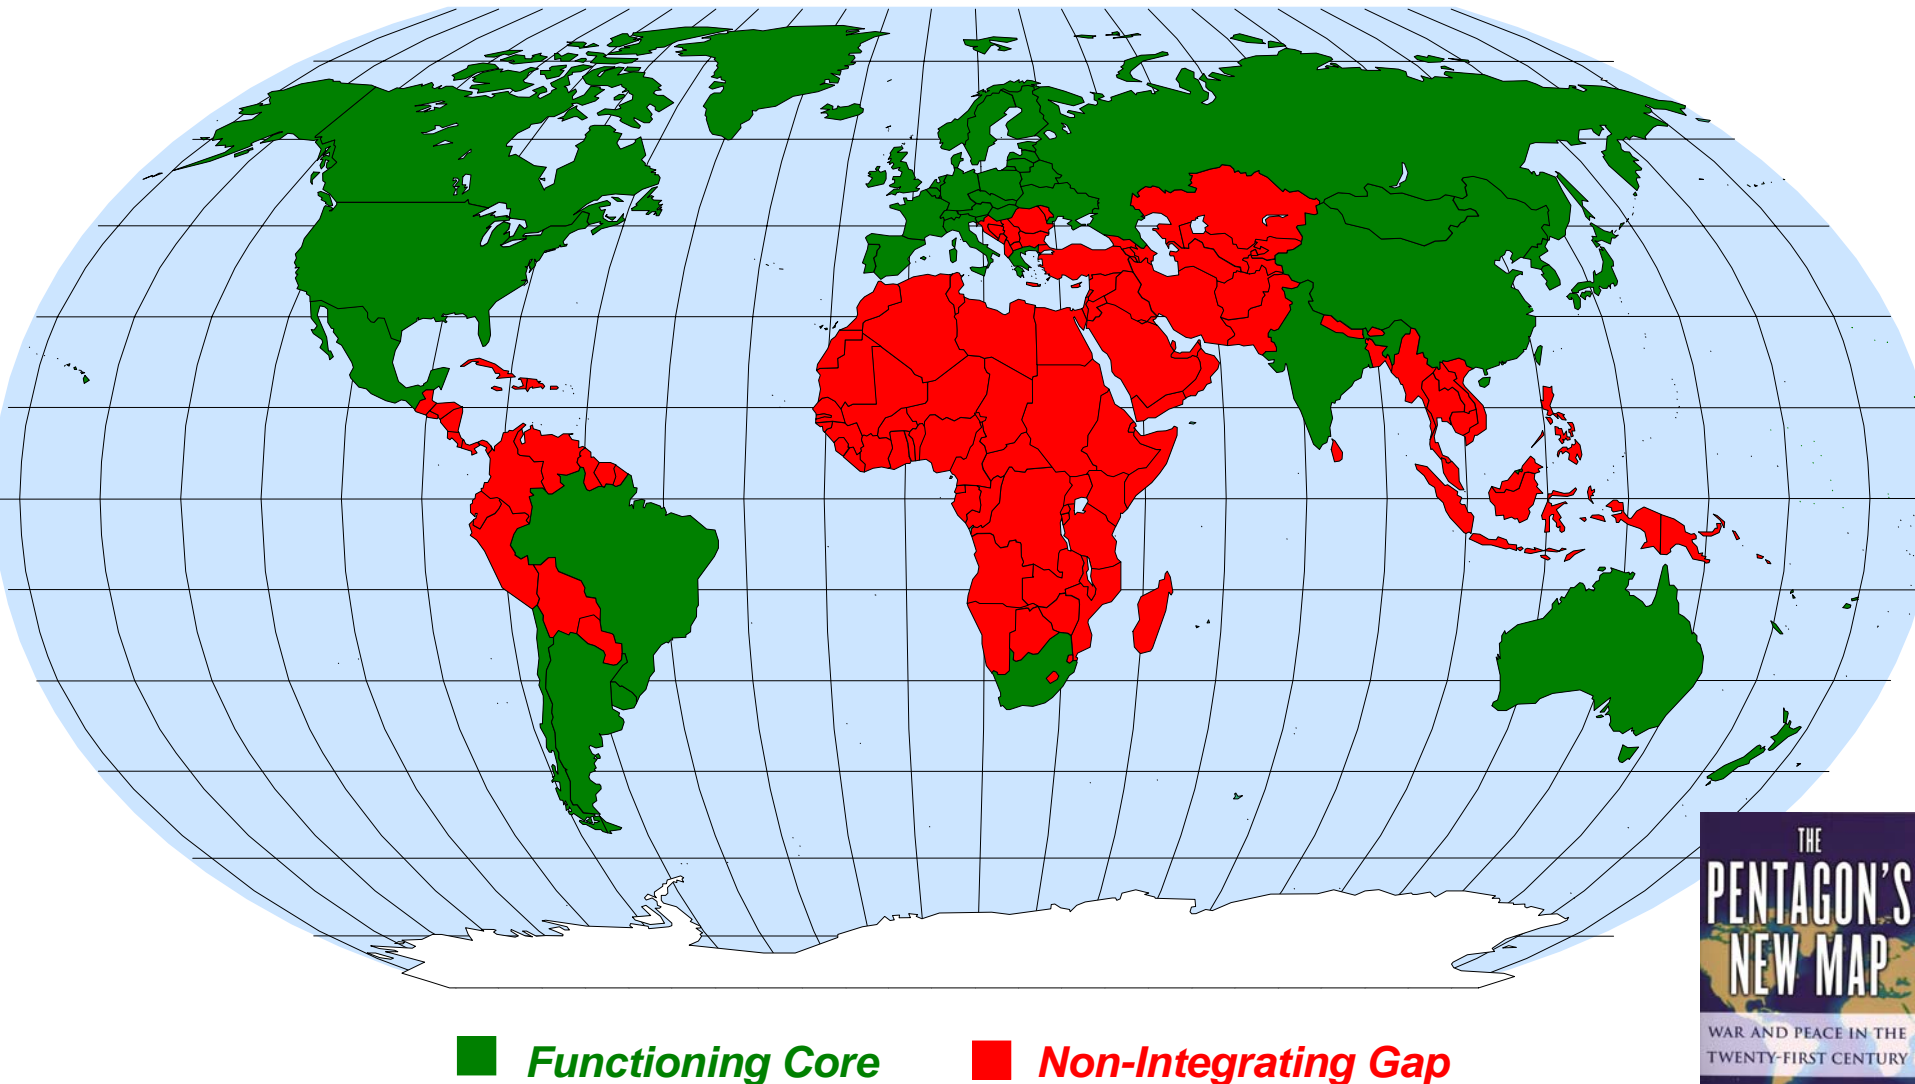 THE
PENTAGON'S
NEW MAP
WAR AND PEACE IN THE
TWENTY-FIRST CENTURY
Functioning Core
Non-Integrating Gap